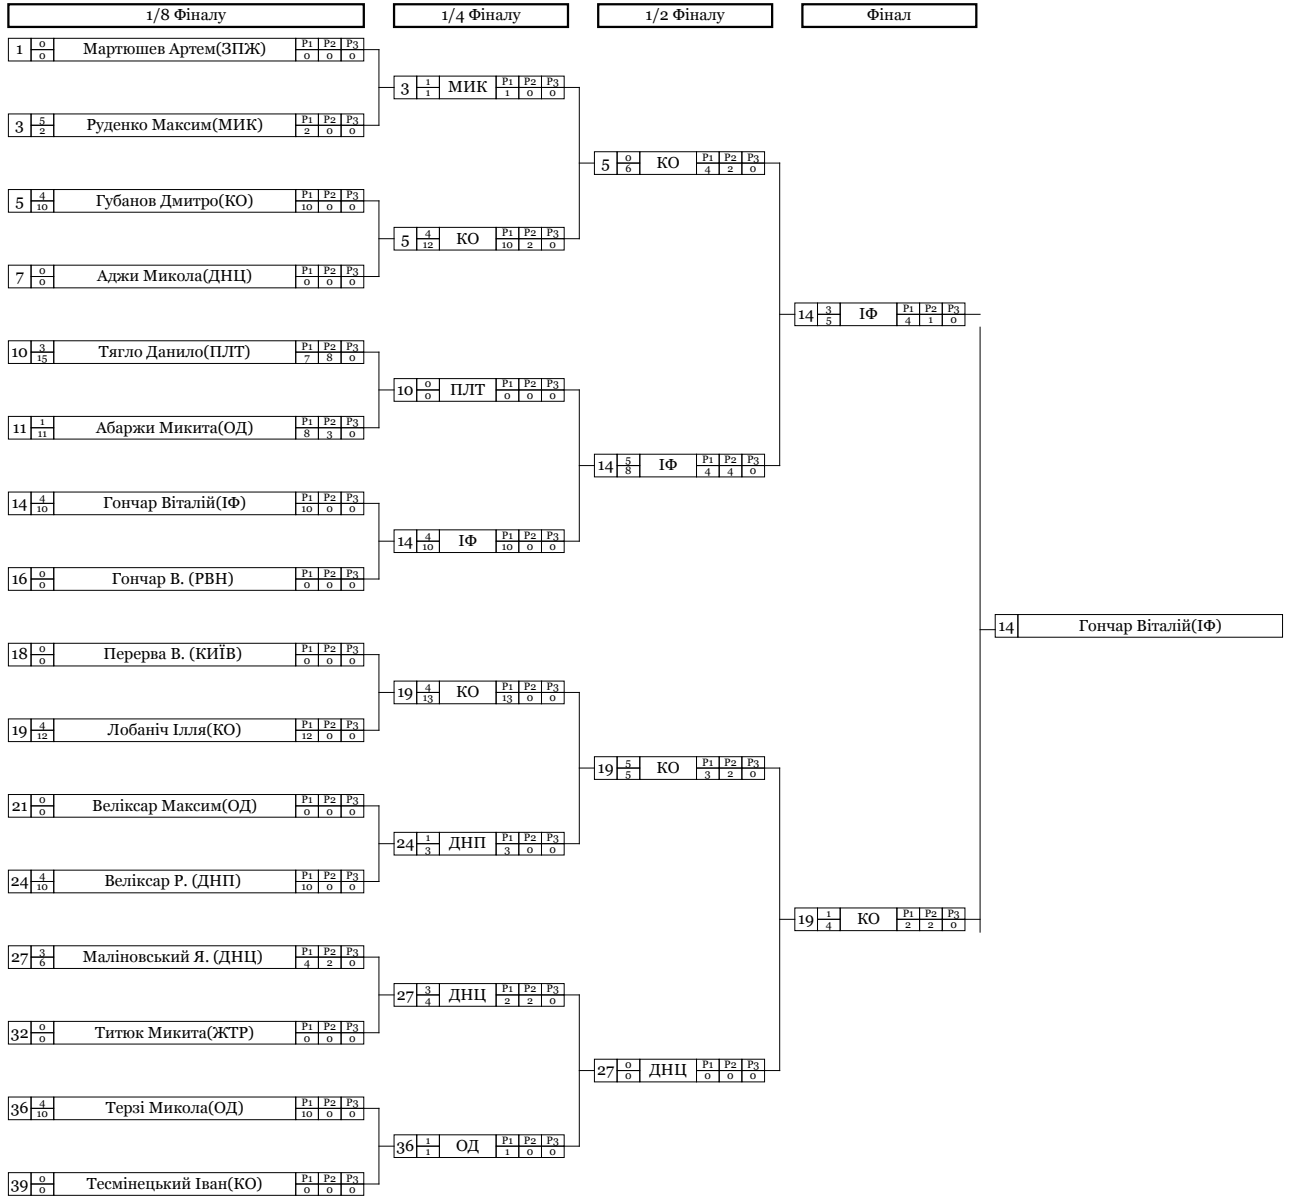 1/8 Фіналу 1/4 Фіналу 1/2 Фіналу Фінал
1 0 0 Мартюшев Артем(ЗПЖ) P1 P2 P3 0 0 0
3 1 1 МИК P1 P2 P3 1 0 0
3 5 2 Руденко Максим(МИК) P1 P2 P3 2 0 0
5 0 6 КО P1 P2 P3 4 2 0
5 4 10 Губанов Дмитро(КО) P1 P2 P3 10 0 0
5 4 12 КО P1 P2 P3 10 2 0
7 0 0 Аджи Микола(ДНЦ) P1 P2 P3 0 0 0
14 3 5 ІФ P1 P2 P3 4 1 0
10 3 15 Тягло Данило(ПЛТ) P1 P2 P3 7 8 0
10 0 0 ПЛТ P1 P2 P3 0 0 0
11 1 11 Абаржи Микита(ОД) P1 P2 P3 8 3 0
14 5 8 ІФ P1 P2 P3 4 4 0
14 4 10 Гончар Віталій(ІФ) P1 P2 P3 10 0 0
14 4 10 ІФ P1 P2 P3 10 0 0
16 0 0 Гончар В. (РВН) P1 P2 P3 0 0 0
14 Гончар Віталій(ІФ)
18 0 0 Перерва В. (КИЇВ) P1 P2 P3 0 0 0
19 4 13 КО P1 P2 P3 13 0 0
19 4 12 Лобаніч Ілля(КО) P1 P2 P3 12 0 0
19 5 5 КО P1 P2 P3 3 2 0
21 0 0 Веліксар Максим(ОД) P1 P2 P3 0 0 0
24 1 3 ДНП P1 P2 P3 3 0 0
24 4 10 Веліксар Р. (ДНП) P1 P2 P3 10 0 0
19 1 4 КО P1 P2 P3 2 2 0
27 3 6 Маліновський Я. (ДНЦ) P1 P2 P3 4 2 0
27 3 4 ДНЦ P1 P2 P3 2 2 0
32 0 0 Титюк Микита(ЖТР) P1 P2 P3 0 0 0
27 0 0 ДНЦ P1 P2 P3 0 0 0
36 4 10 Терзі Микола(ОД) P1 P2 P3 10 0 0
36 1 1 ОД P1 P2 P3 1 0 0
39 0 0 Тесмінецький Іван(КО) P1 P2 P3 0 0 0